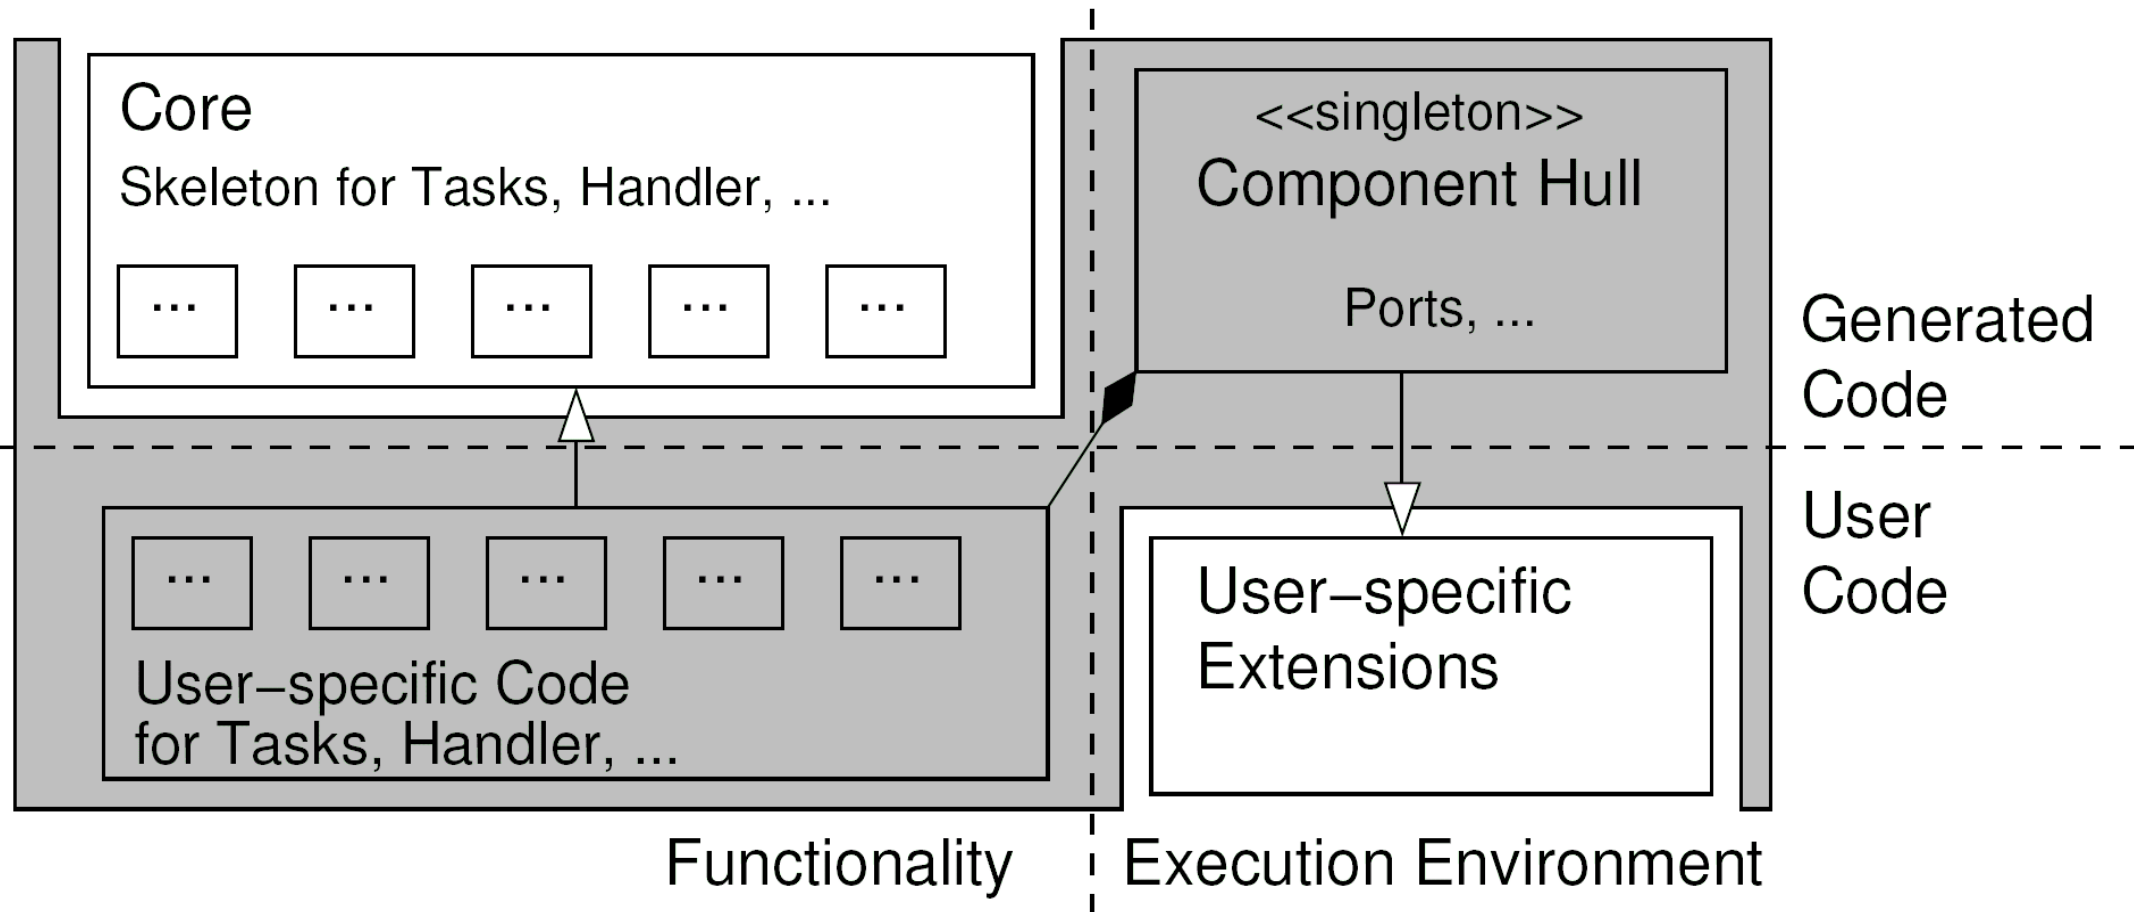 Core
Skeleton for Tasks, Handler, ...
... ... ... ... ...
<<singleton>>
Component Hull
Ports, ...
Generated
Code
... ... ... ... ...
User–specific Code
for Tasks, Handler, ...
User–specific
Extensions
User
Code
Functionality
Execution Environment